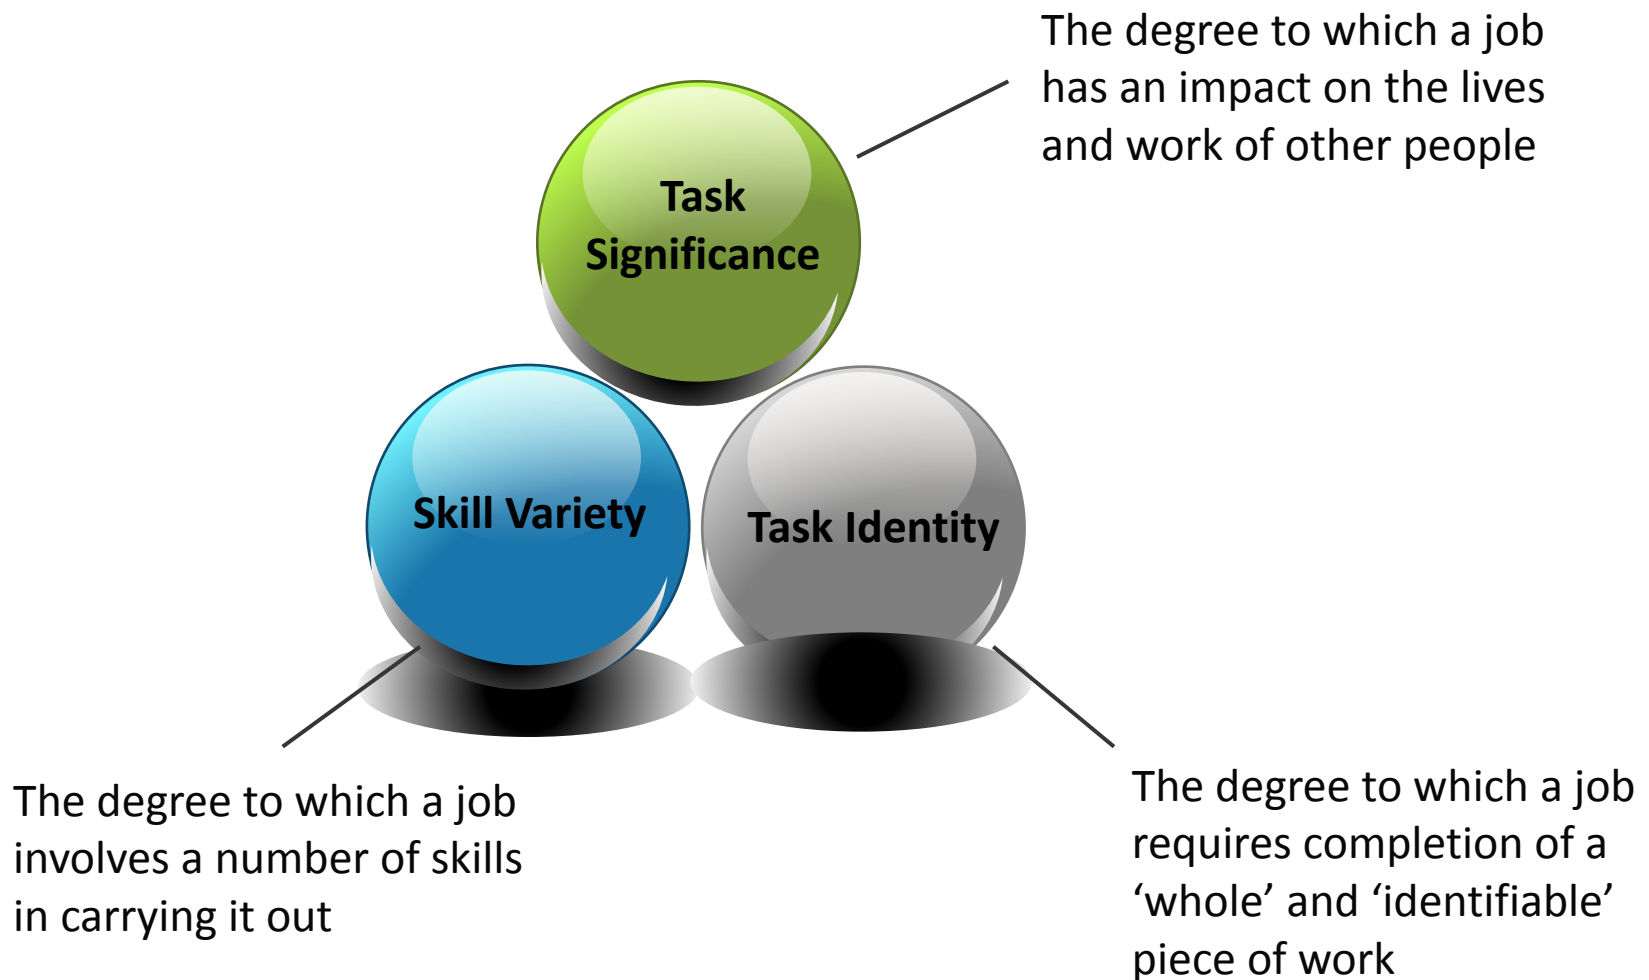 The degree to which a job
has an impact on the lives
and work of other people
Task
Significance
Skill Variety
Task Identity
The degree to which a job
involves a number of skills
in carrying it out
The degree to which a job
requires completion of a
‘whole’ and ‘identifiable’
piece of work